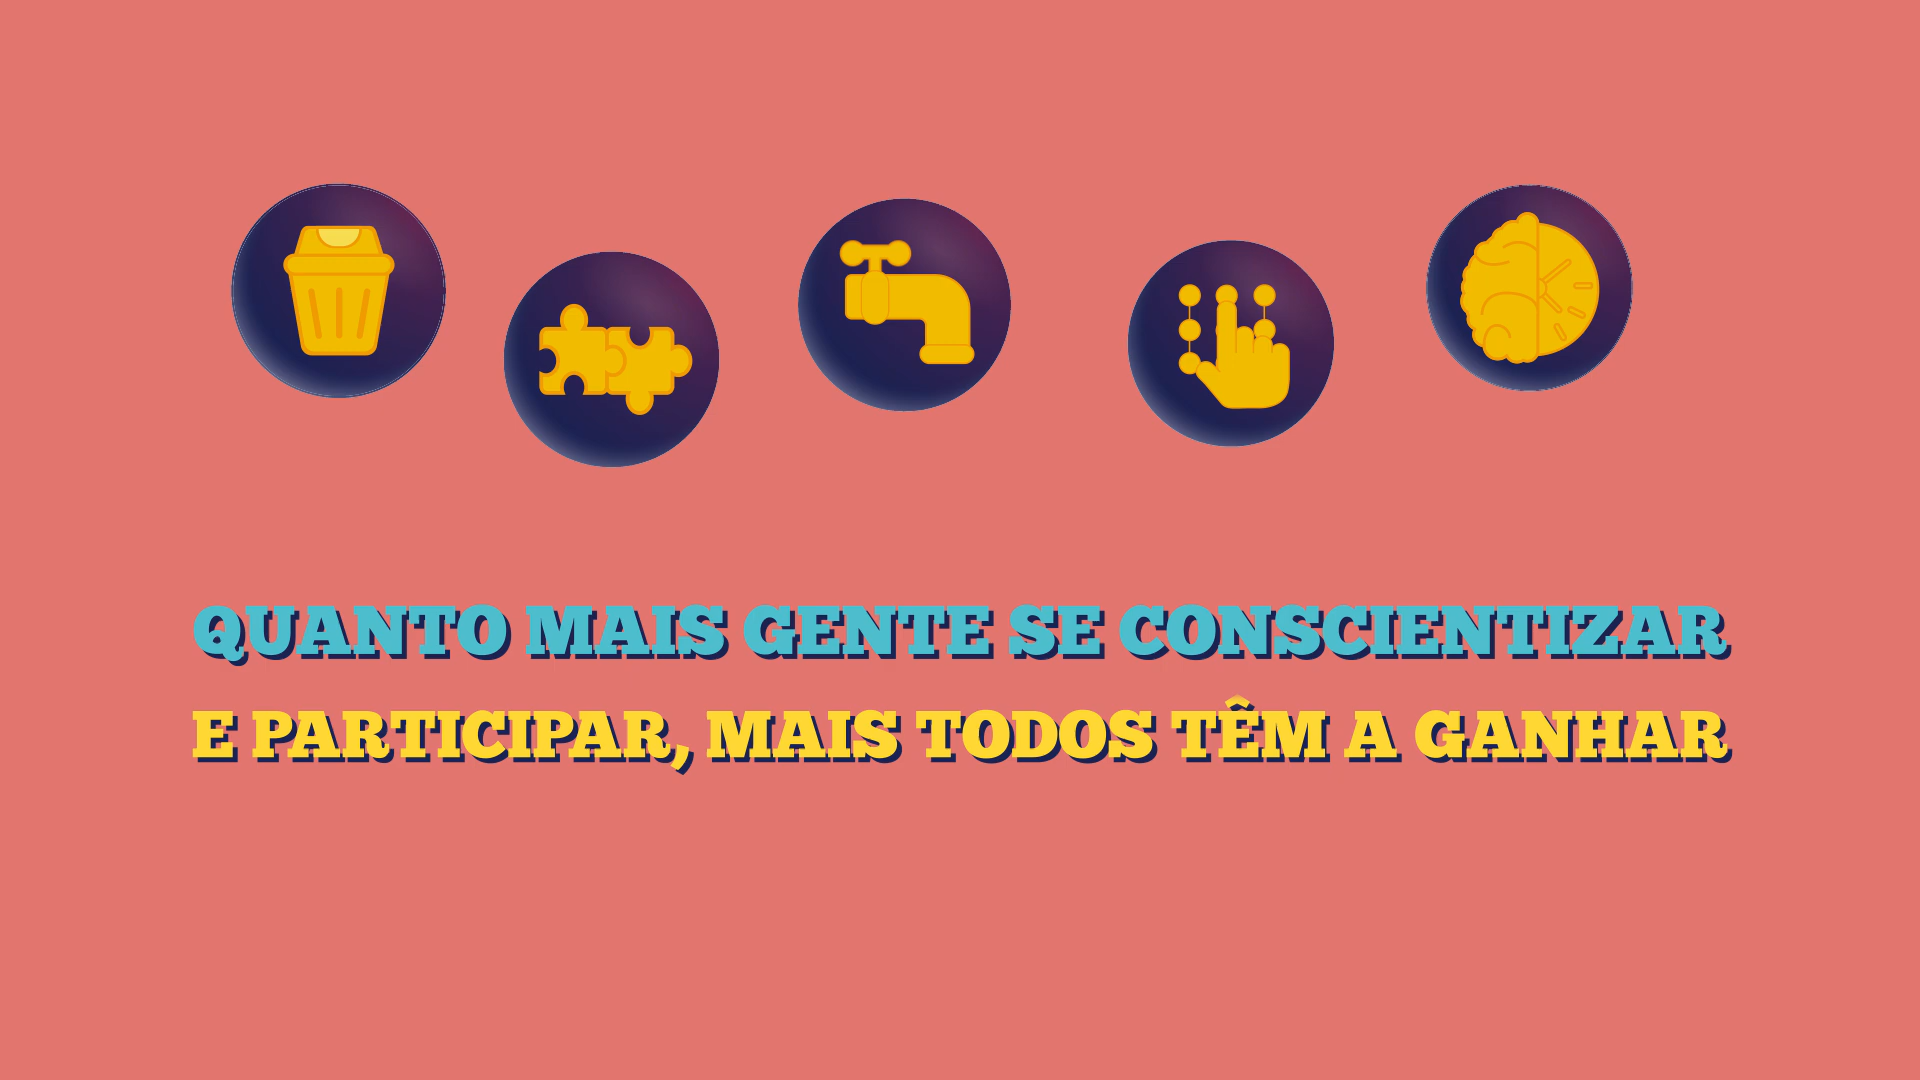 QUANTO MAIS GENTE SE CONSCIENTIZAR
E PARTICIPAR, MAIS TODOS TÊM A GANHAR